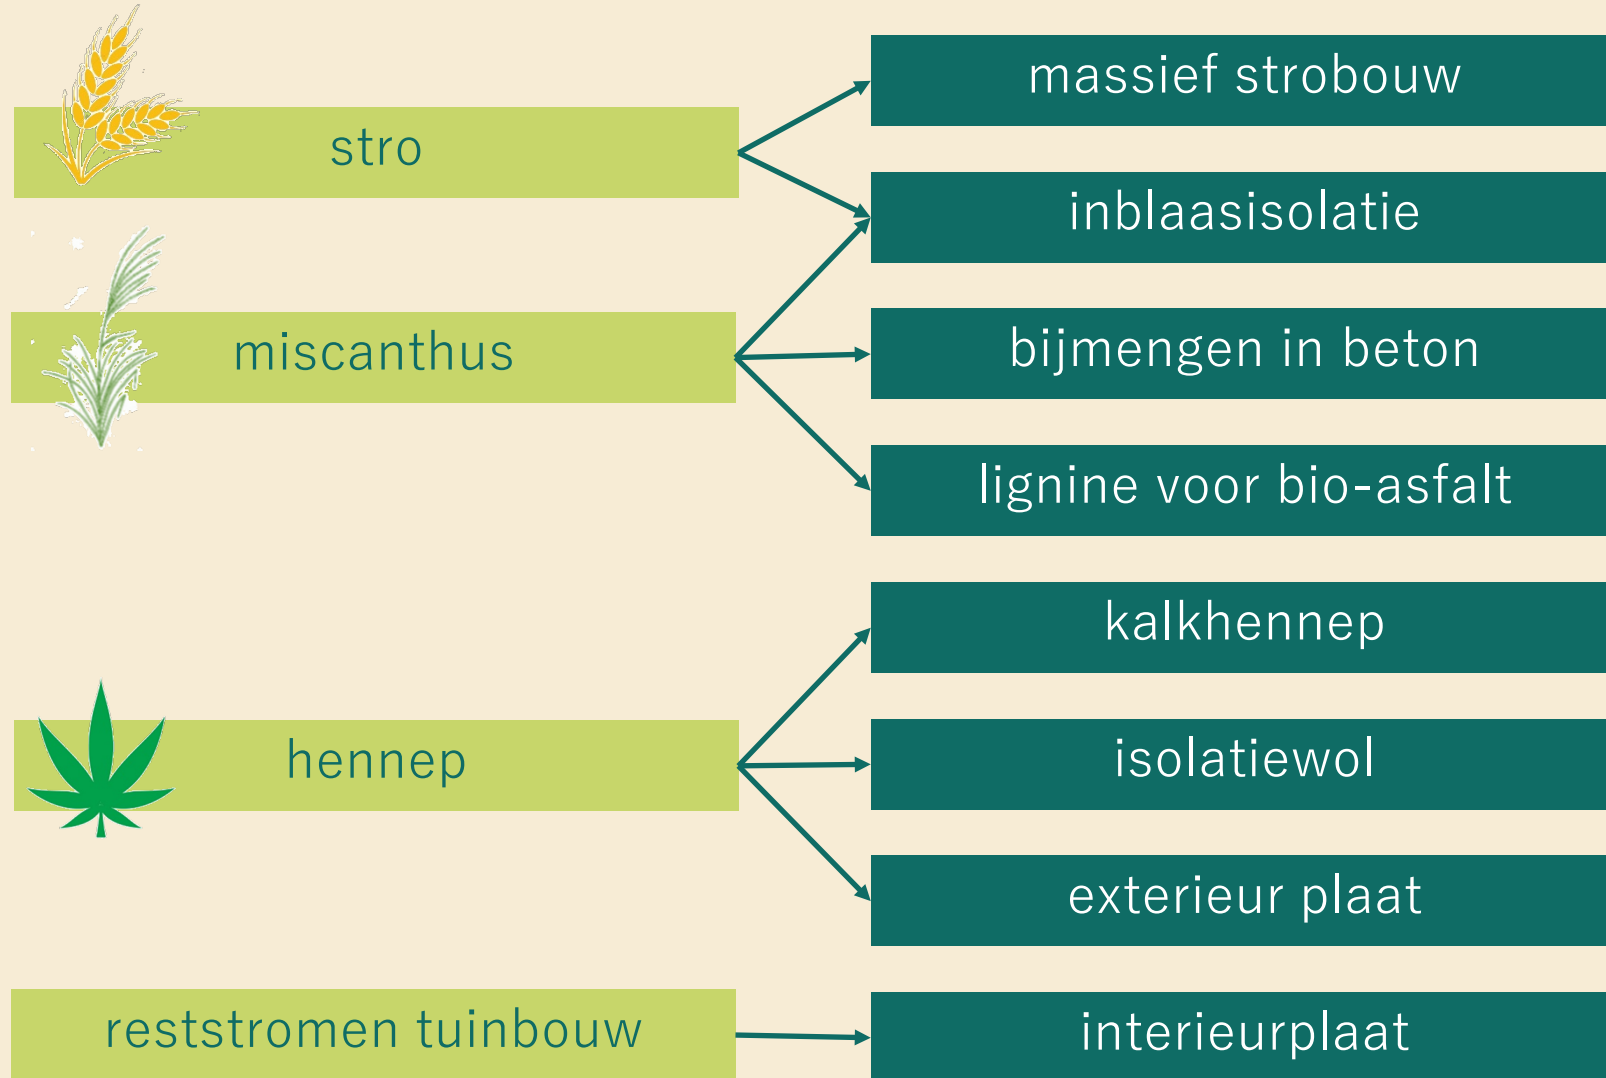 stro
miscanthus
hennep
reststromen tuinbouw
massief strobouw
inblaasisolatie
bijmengen in beton
lignine voor bio-asfalt
kalkhennep
isolatiewol
exterieur plaat
interieurplaat